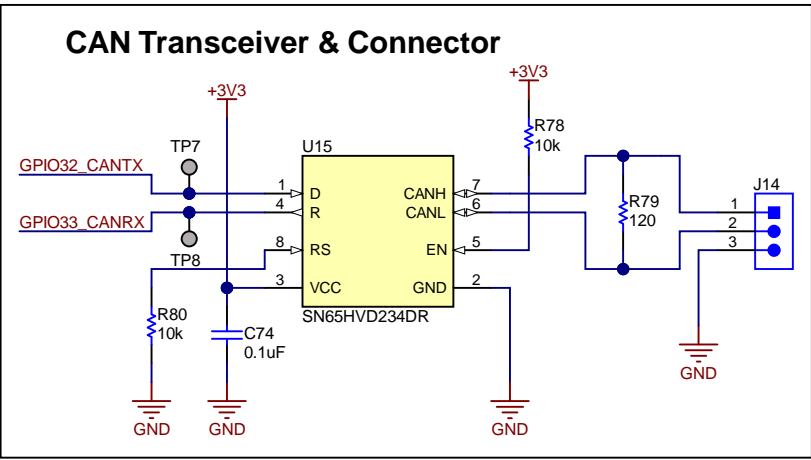 CAN Transceiver & Connector
+3V3
+3V3
TP7
U15
R78
10k
GPIO32_CANTX
1
D
CANH
7
J14
4
R
CANL
6
R79
120
1
GPIO33_CANRX
2
TP8
8
RS
EN
5
3
3
VCC
GND
2
SN65HVD234DR
R80
10k
C74
0.1uF
GND
GND
GND
GND